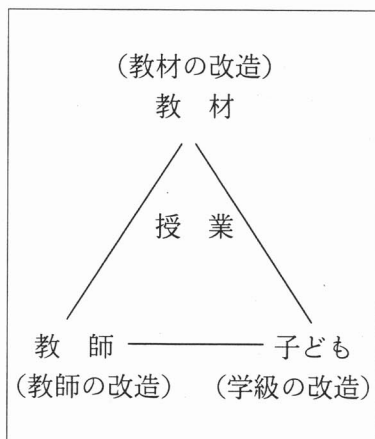 (教材の改造)
教 材
授 業
教 師 子ども
(教師の改造) (学級の改造)